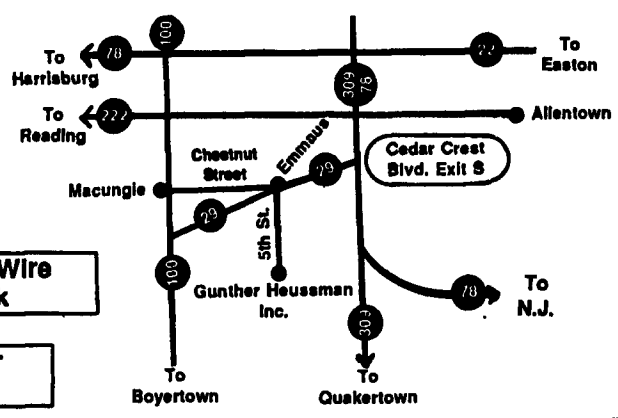 100
To
Harrisburg
78
22
To
Easton
309
78
To
Reading
222
Allentown
Chestnut
Street
Emmaus
29
Cedar Crest
Blvd. Exit S
Macungie
29
5th St.
Wire
100
Gunther Heussman
Inc.
78
To
N.J.
309
To
Boyertown
To
Quakertown